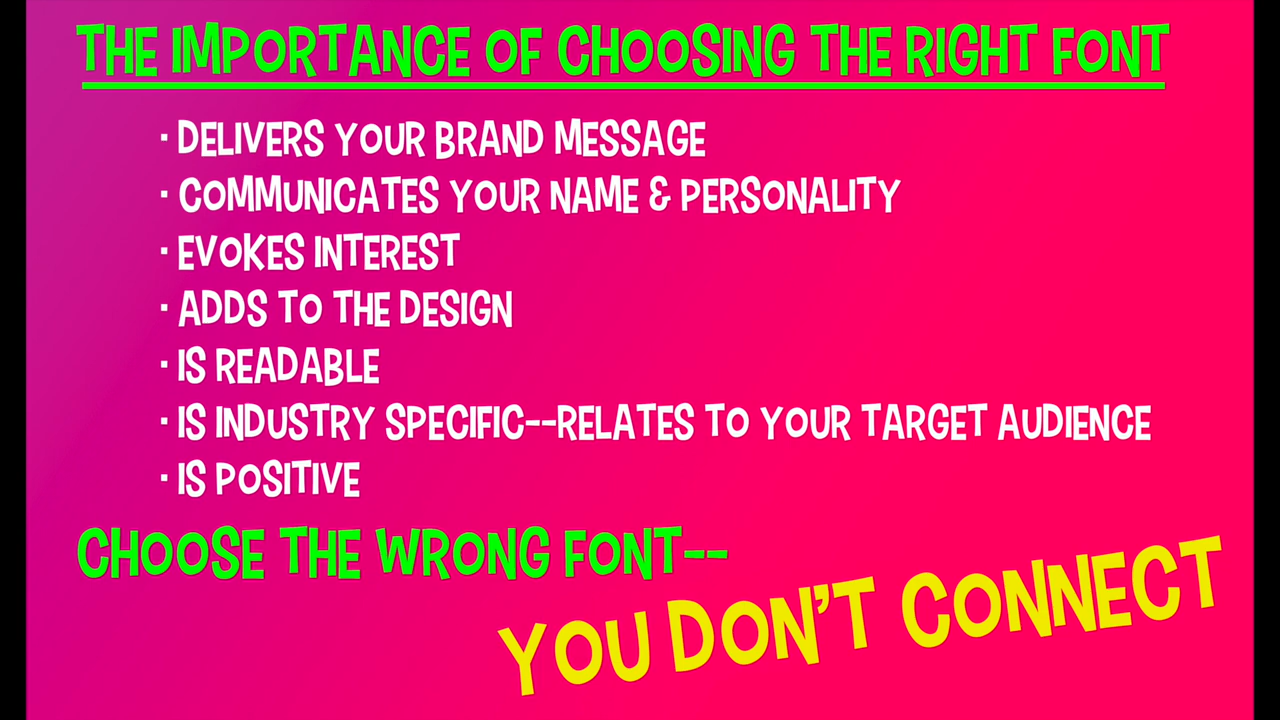 THE IMPORTANCE OF CHOOSING THE RIGHT FONT
· DELIVERS YOUR BRAND MESSAGE
· COMMUNICATES YOUR NAME & PERSONALITY
· EVOKES INTEREST
· ADDS TO THE DESIGN
· IS READABLE
· IS INDUSTRY SPECIFIC--RELATES TO YOUR TARGET AUDIENCE
· IS POSITIVE
CHOOSE THE WRONG FONT--
YOU DON'T CONNECT